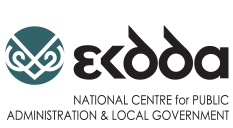 εκδδα
NATIONAL CENTRE for PUBLIC
ADMINISTRATION & LOCAL GOVERNMENT